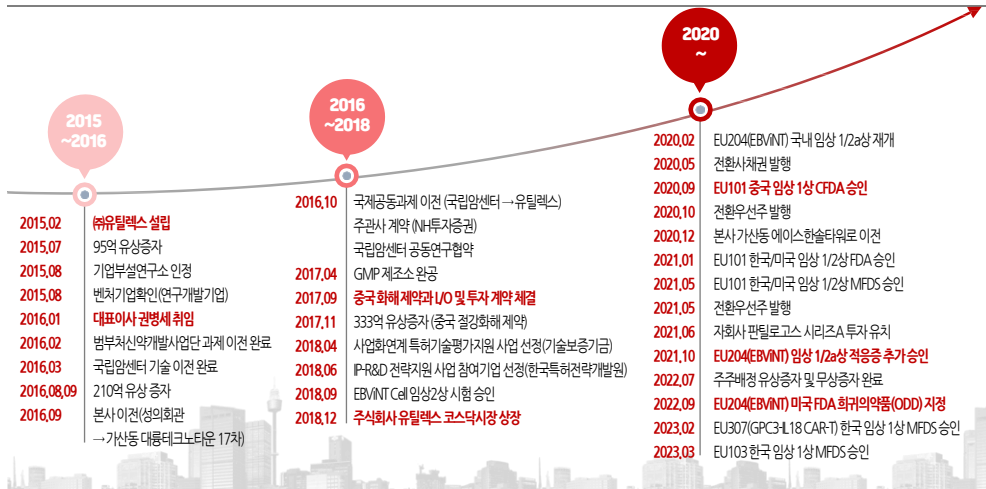 2015
~2016
2015.02 ㈜유틸렉스 설립
2015.07 95억 유상증자
2015.08 기업부설연구소 인정
2015.08 벤처기업확인(연구개발기업)
2016.01 대표이사 권병세 취임
2016.02 범부처신약개발사업단 과제 이전 완료
2016.03 국립암센터 기술 이전 완료
2016.08,09 210억 유상 증자
2016.09 본사 이전(성의회관
→가산동 대륭테크노타운 17차)
2016
~2018
2016.10 국제공동과제 이전 (국립암센터 → 유틸렉스)
주관사 계약 (NH투자증권)
국립암센터 공동연구협약
2017.04 GMP 제조소 완공
2017.09 중국 화해 제약과 L/O 및 투자 계약 체결
2017.11 333억 유상증자 (중국 절강화해 제약)
2018.04 사업화연계 특허기술평가지원 사업 선정(기술보증기금)
2018.06 IP-R&D 전략지원 사업 참여기업 선정(한국특허전략개발원)
2018.09 EBViNT Cell 임상2상 시험 승인
2018.12 주식회사 유틸렉스 코스닥시장 상장
2020
~
2020.02 EU204(EBViNT) 국내 임상 1/2a상 재개
2020.05 전환사채권 발행
2020.09 EU101 중국 임상 1상 CFDA 승인
2020.10 전환우선주 발행
2020.12 본사 가산동 에이스한솔타워로 이전
2021.01 EU101 한국/미국 임상 1/2상 FDA 승인
2021.05 EU101 한국/미국 임상 1/2상 MFDS 승인
2021.05 전환우선주 발행
2021.06 자회사 판틸로고스 시리즈A 투자 유치
2021.10 EU204(EBViNT) 임상 1/2a상 적응증 추가 승인
2022.07 주주배정 유상증자 및 무상증자 완료
2022.09 EU204(EBViNT) 미국 FDA 희귀의약품(ODD) 지정
2023.02 EU307(GPC3-IL18 CAR-T) 한국 임상 1상 MFDS 승인
2023.03 EU103 한국 임상 1상 MFDS 승인